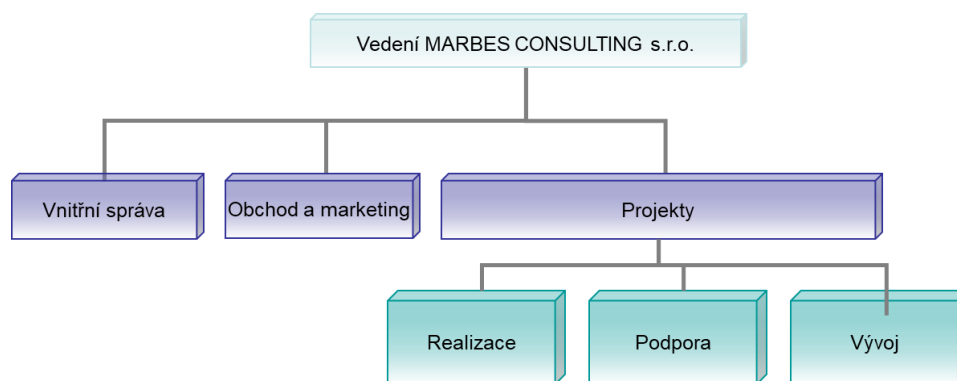 Vedení MARBES CONSULTING s.r.o.
Vnitřní správa
Obchod a marketing
Projekty
Realizace
Podpora
Vývoj